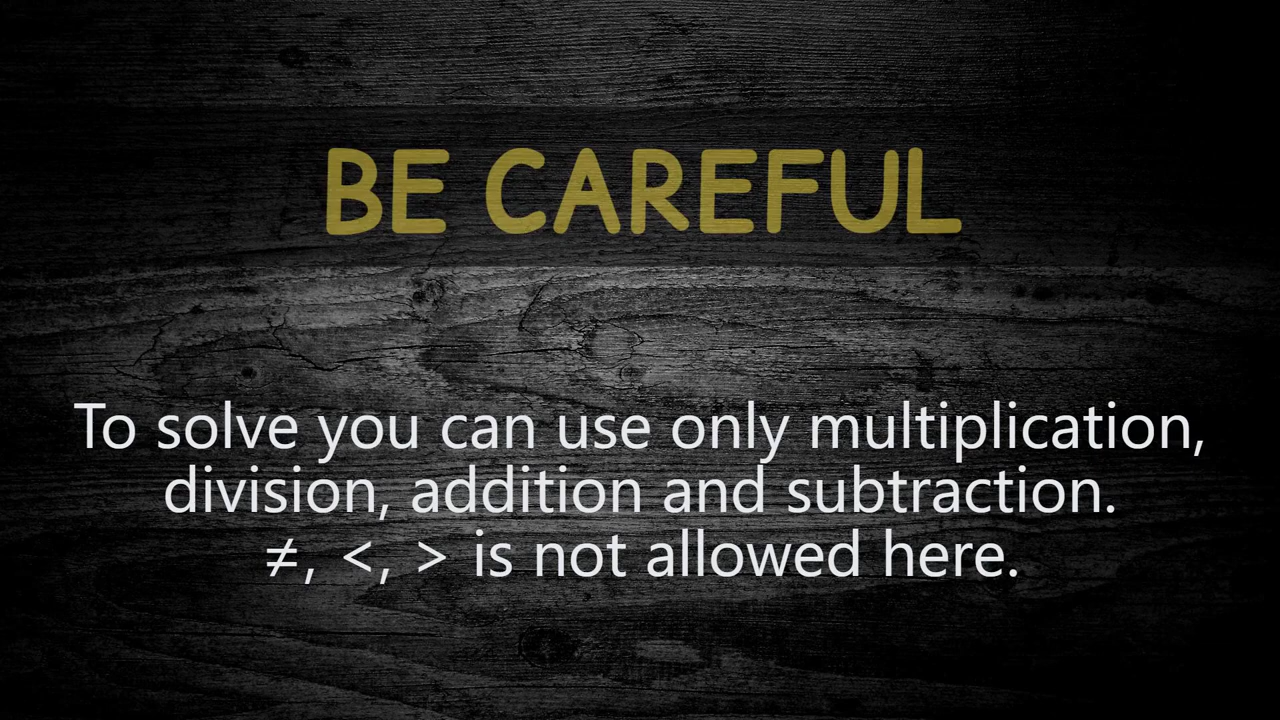 BE CAREFUL
To solve you can use only multiplication,
division, addition and subtraction.
≠, <, > is not allowed here.